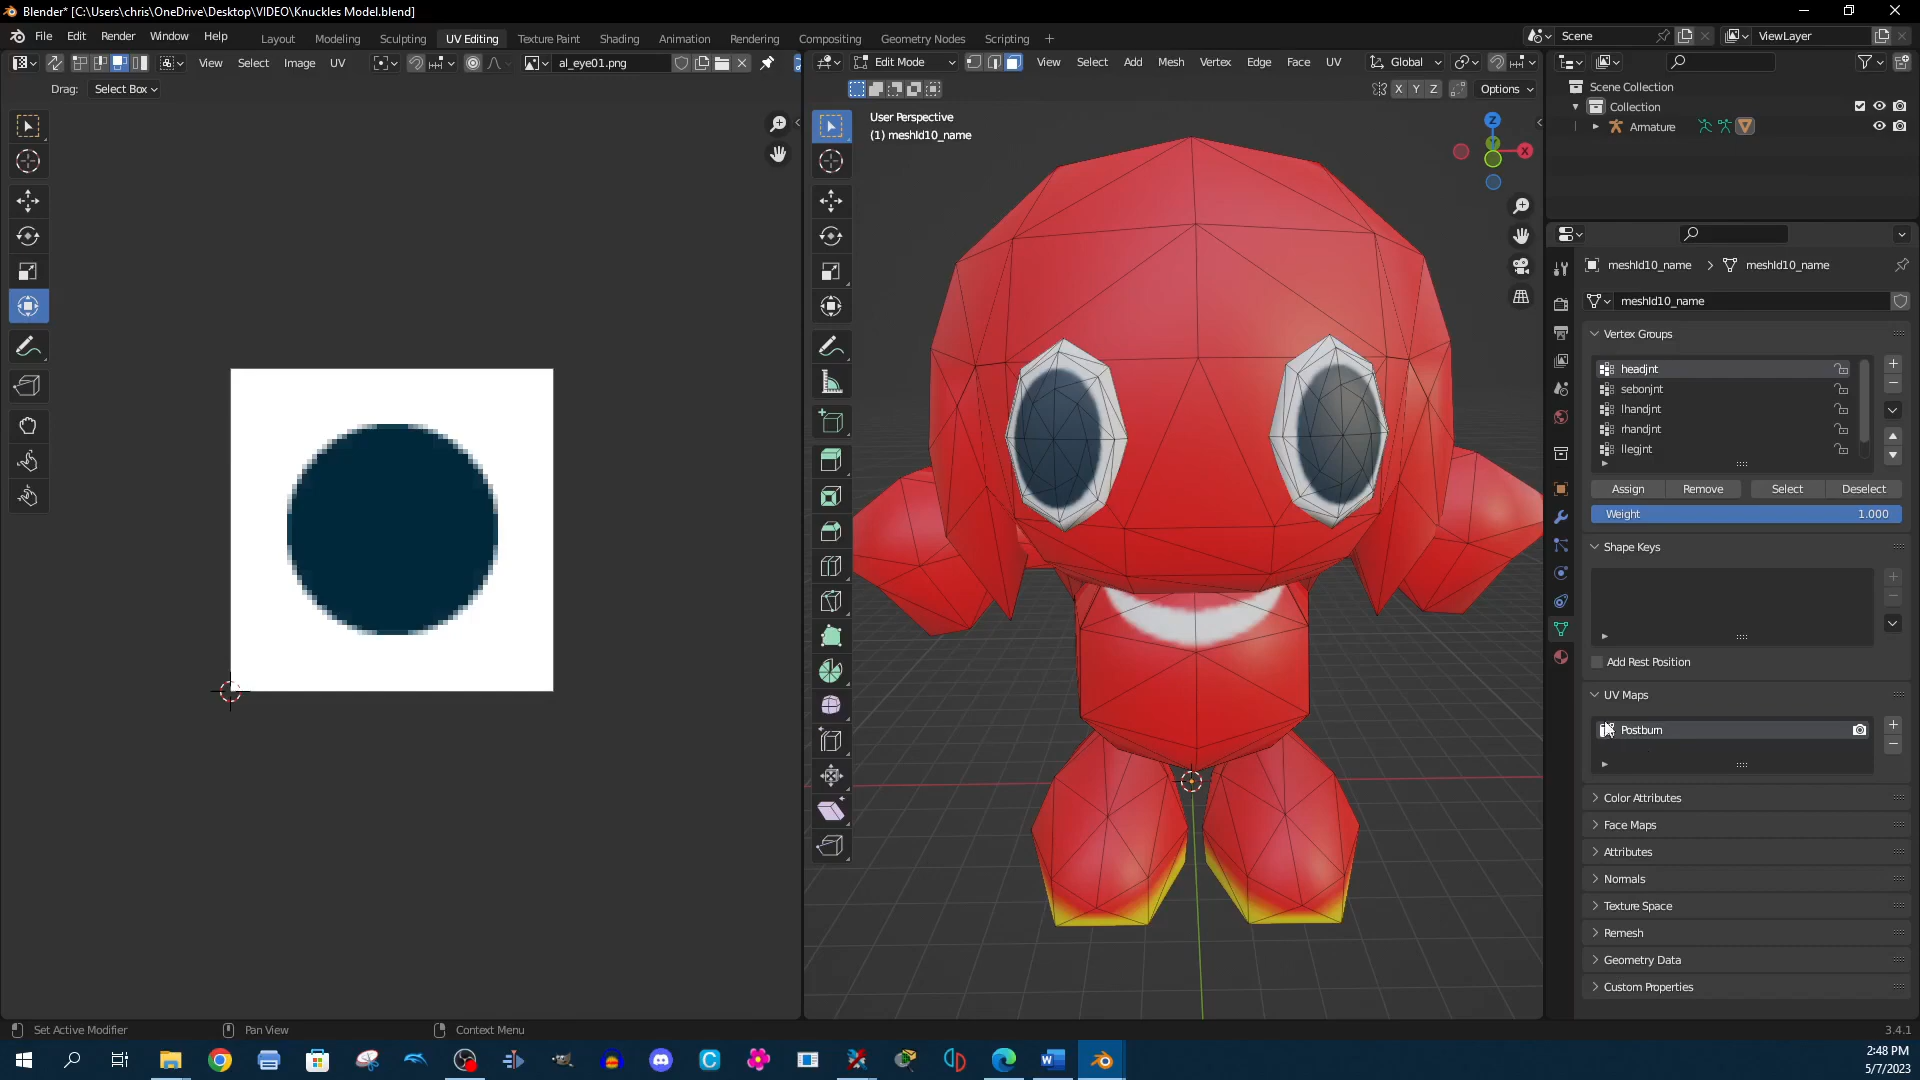 Blender* [C:\Users\chris\OneDrive\Desktop\VIDEO\Knuckles Model.blend]
File Edit Render Window Help
Layout Modeling Sculpting UV Editing Texture Paint Shading Animation Rendering Compositing Geometry Nodes Scripting
Scene ViewLayer
View Select Image UV al_eye01.png
Edit Mode View Select Add Mesh Vertex Edge Face UV Global
Drag: Select Box
X Y Z Options
User Perspective
(1) meshId10_name
Z
X
Scene Collection
Collection
Armature
meshId10_name > meshId10_name
meshId10_name
Vertex Groups
headjnt
sebonjnt
lhandjnt
rhandjnt
llegjnt
Assign Remove Select Deselect
Weight 1.000
Shape Keys
Add Rest Position
UV Maps
Postburn
Color Attributes
Face Maps
Attributes
Normals
Texture Space
Remesh
Geometry Data
Custom Properties
Set Active Modifier Pan View Context Menu 3.4.1
2:48 PM
5/7/2023